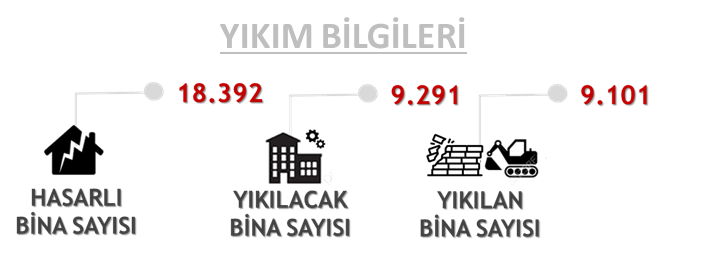 YIKIM BİLGİLERİ
18.392
9.291
9.101
HASARLI
BİNA SAYISI
YIKILACAK
BİNA SAYISI
YIKILAN
BİNA SAYISI